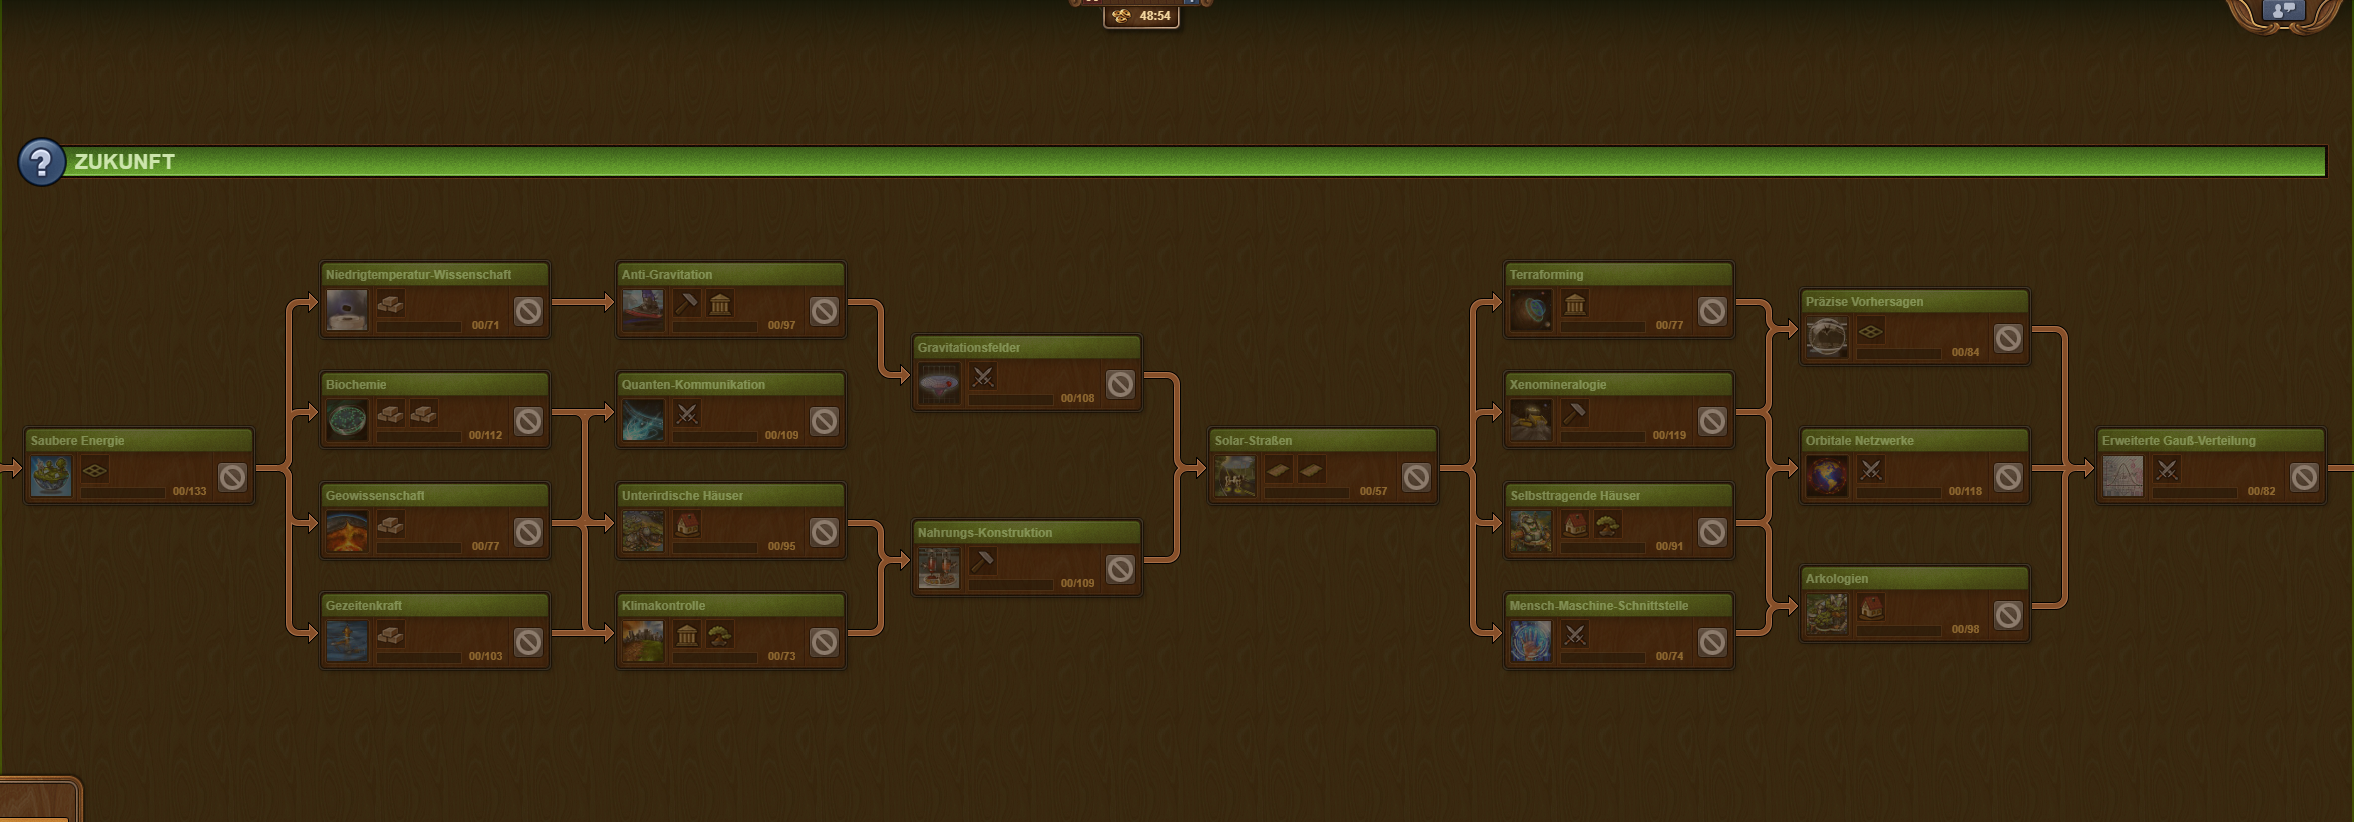 48:54
?
ZUKUNFT
Saubere Energie
00/133
Niedrigtemperatur-Wissenschaft
00/71
Biochemie
00/112
Geowissenschaft
00/77
Gezeitenkraft
00/103
Anti-Gravitation
00/97
Quanten-Kommunikation
00/109
Unterirdische Häuser
00/95
Klimakontrolle
00/73
Gravitationsfelder
00/108
Nahrungs-Konstruktion
00/109
Solar-Straßen
00/57
Terraforming
00/77
Xenomineralogie
00/119
Selbsttragende Häuser
00/91
Mensch-Maschine-Schnittstelle
00/74
Präzise Vorhersagen
00/84
Orbitale Netzwerke
00/118
Arkologien
00/98
Erweiterte Gauß-Verteilung
00/82